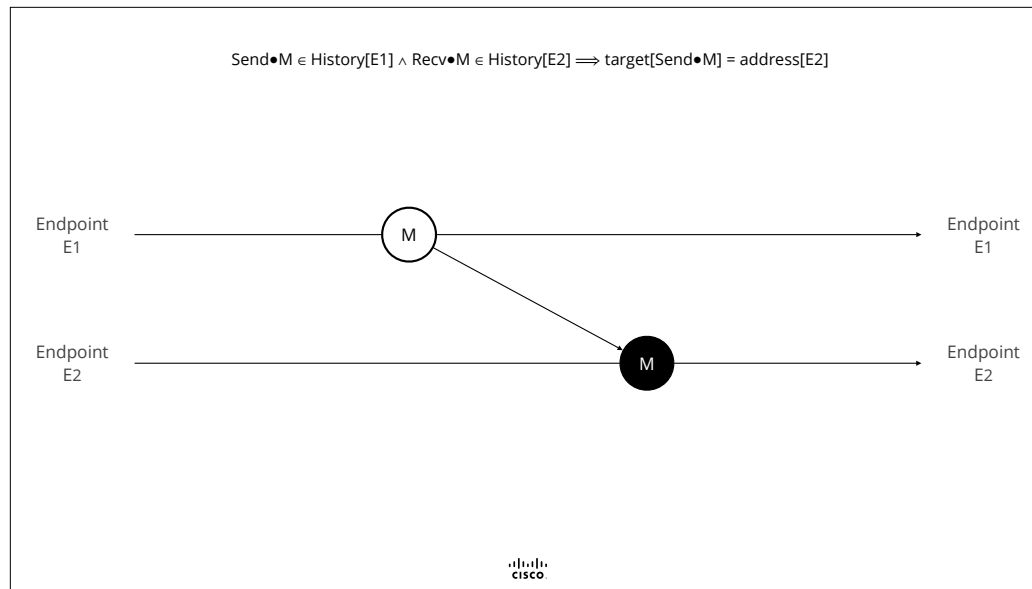 Send●M ∈ History[E1] ∧ Recv●M ∈ History[E2] ⟹ target[Send●M] = address[E2]
Endpoint
E1
M
Endpoint
E1
Endpoint
E2
M
Endpoint
E2
CISCO